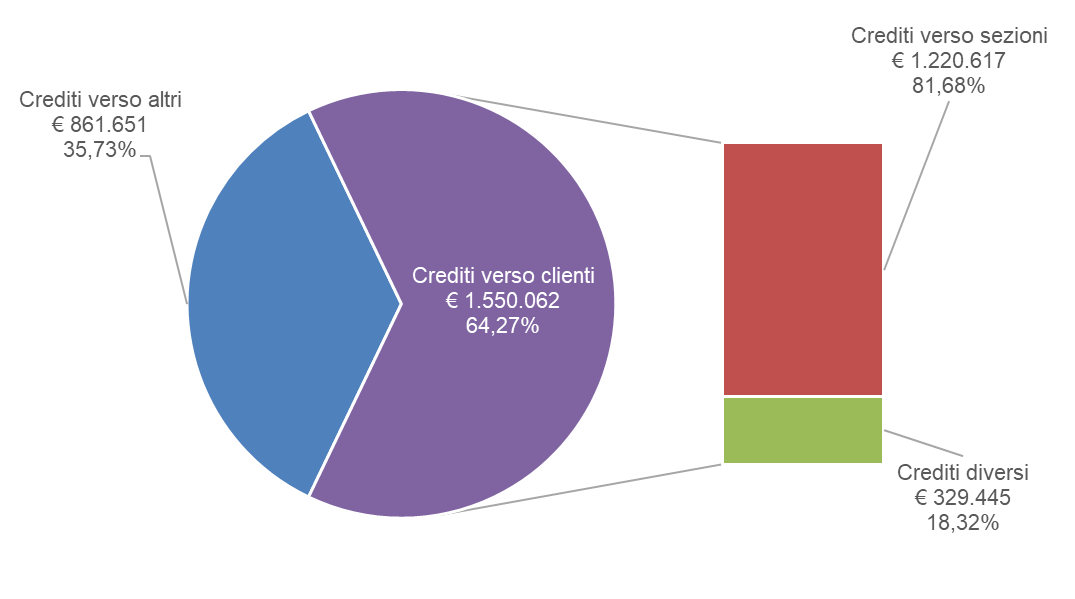 Crediti verso sezioni
€ 1.220.617
81,68%
Crediti verso altri
€ 861.651
35,73%
Crediti verso clienti
€ 1.550.062
64,27%
Crediti diversi
€ 329.445
18,32%